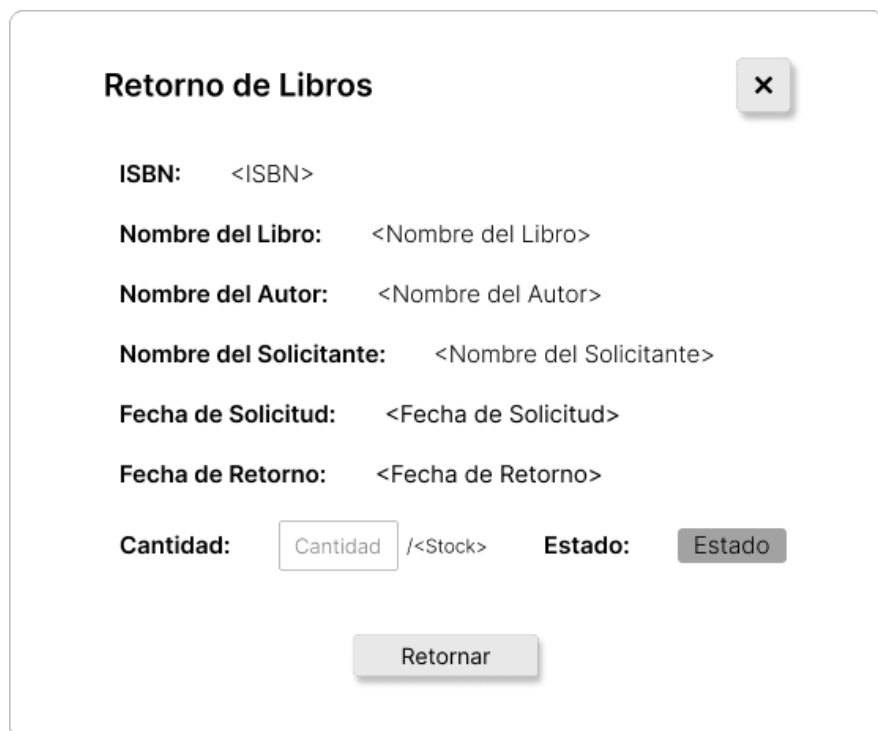 Retorno de Libros ×
ISBN: <ISBN>
Nombre del Libro: <Nombre del Libro>
Nombre del Autor: <Nombre del Autor>
Nombre del Solicitante: <Nombre del Solicitante>
Fecha de Solicitud: <Fecha de Solicitud>
Fecha de Retorno: <Fecha de Retorno>
Cantidad: Cantidad /<Stock> Estado: Estado
Retornar